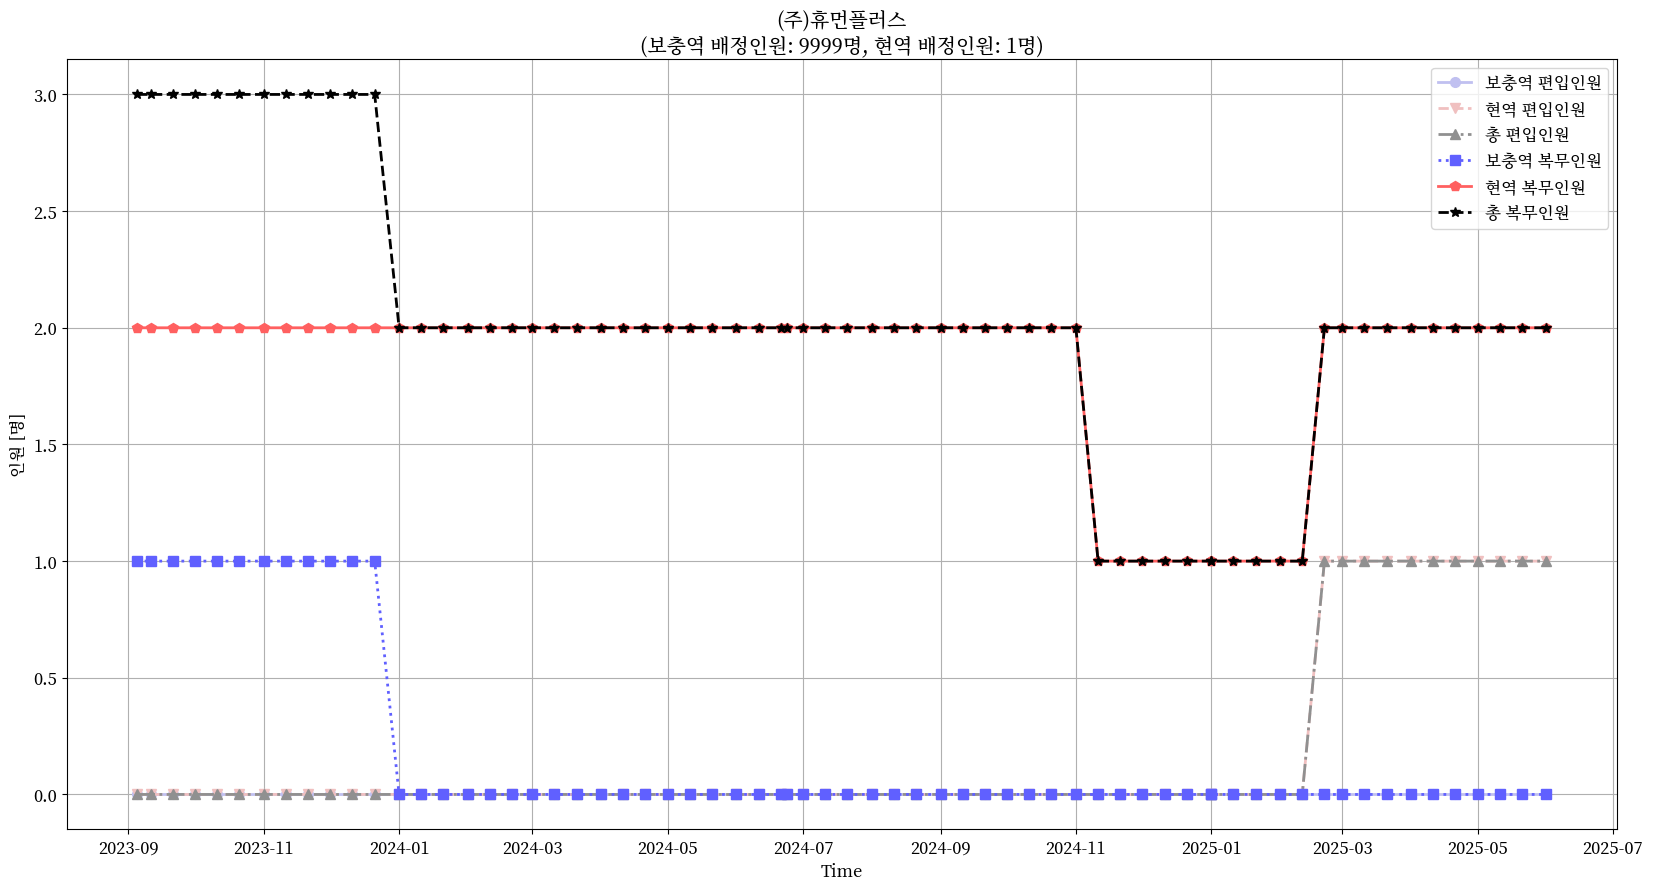 (주)휴먼플러스
(보충역 배정인원: 9999명, 현역 배정인원: 1명)
보충역 편입인원
현역 편입인원
총 편입인원
보충역 복무인원
현역 복무인원
총 복무인원
인원 [명]
3.0
2.5
2.0
1.5
1.0
0.5
0.0
2023-09
2023-11
2024-01
2024-03
2024-05
2024-07
2024-09
2024-11
2025-01
2025-03
2025-05
2025-07
Time